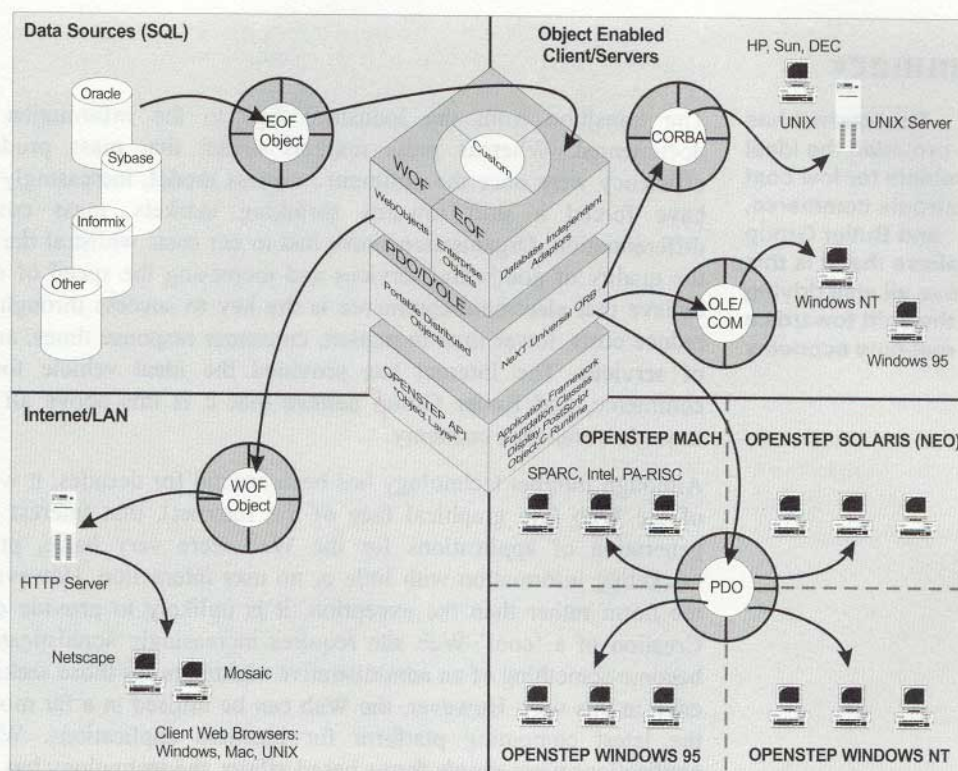 Data Sources (SQL)
Oracle
Sybase
Informix
Other
EOF
Object
Object Enabled
Client/Servers
Custom
WOF
EOF
WebObjects
Enterprise
Objects
Database Independent
Adaptors
PDO/D'OLE
Portable Distributed
Objects
NeXT Universal ORB
OPENSTEP API
"Object Layer"
Application Framework
Foundation Classes
Display PostScript
Object-C Runtime
CORBA
HP, Sun, DEC
UNIX
UNIX Server
OLE/
COM
Windows NT
Windows 95
Internet/LAN
WOF
Object
HTTP Server
Netscape
Mosaic
Client Web Browsers:
Windows, Mac, UNIX
OPENSTEP MACH
SPARC, Intel, PA-RISC
OPENSTEP SOLARIS (NEO)
PDO
OPENSTEP WINDOWS 95
OPENSTEP WINDOWS NT